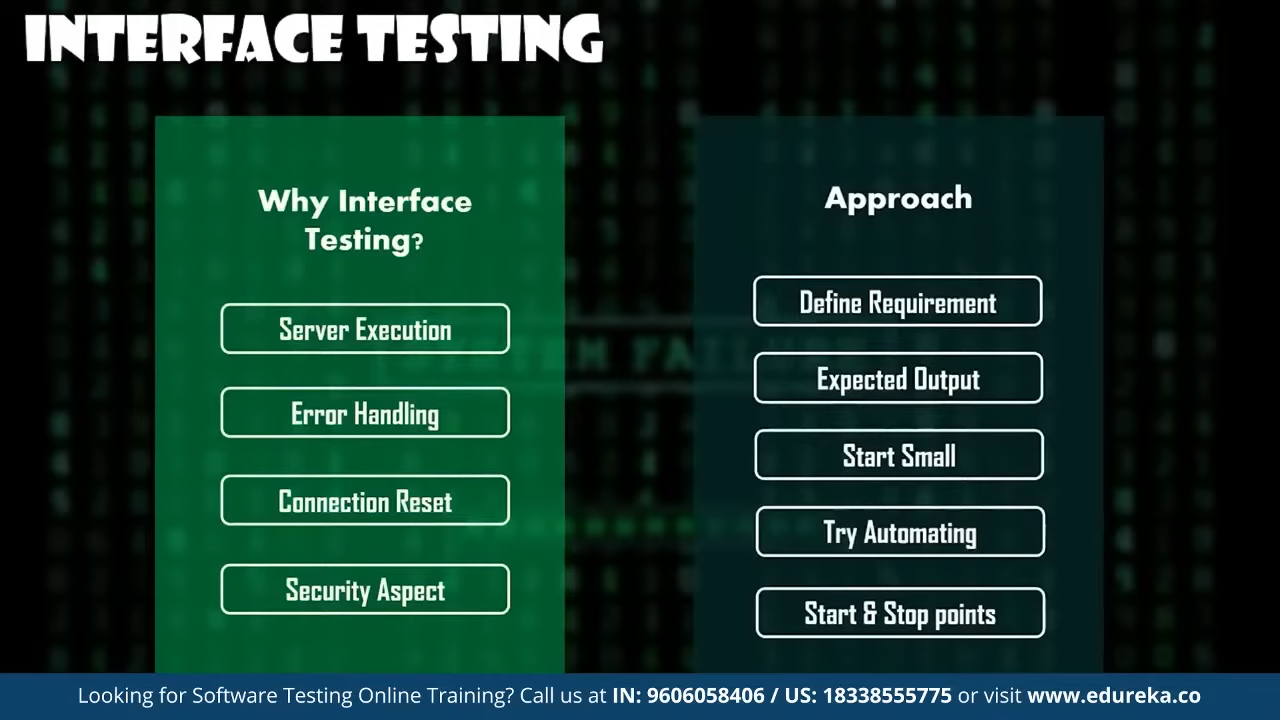 INTERFACE TESTING
Why Interface
Testing?
Server Execution
Error Handling
Connection Reset
Security Aspect
Approach
Define Requirement
Expected Output
Start Small
Try Automating
Start & Stop points
SYSTEM FAILURE
Looking for Software Testing Online Training? Call us at IN: 9606058406 / US: 18338555775 or visit www.edureka.co